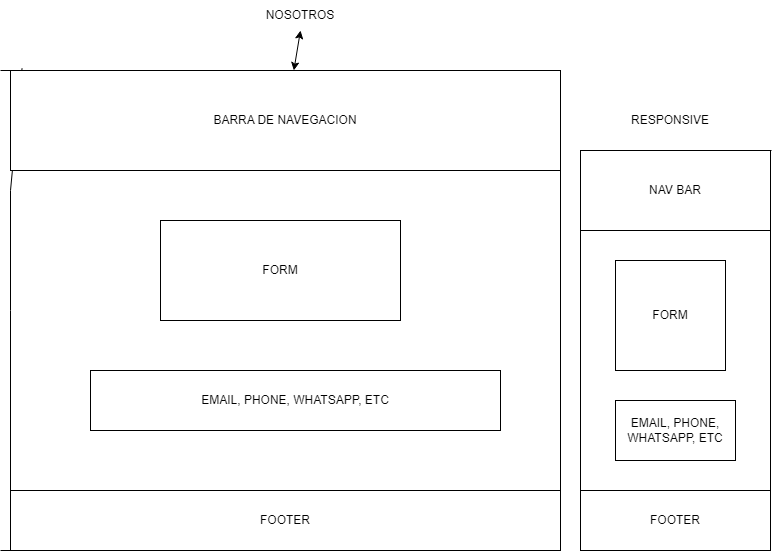 NOSOTROS
BARRA DE NAVEGACION
FORM
EMAIL, PHONE, WHATSAPP, ETC
FOOTER
RESPONSIVE
NAV BAR
FORM
EMAIL, PHONE,
WHATSAPP, ETC
FOOTER